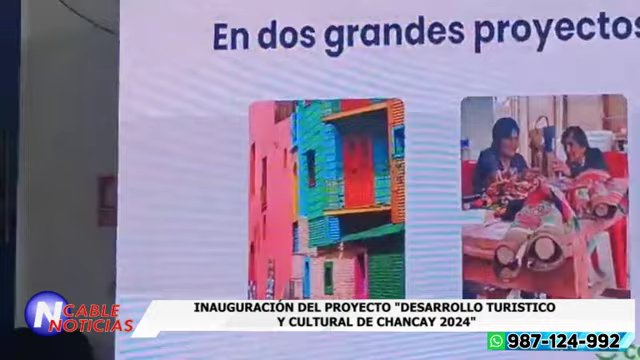 En dos grandes proyectos
N CABLE
NOTICIAS
INAUGURACIÓN DEL PROYECTO "DESARROLLO TURISTICO
Y CULTURAL DE CHANCAY 2024"
987-124-992